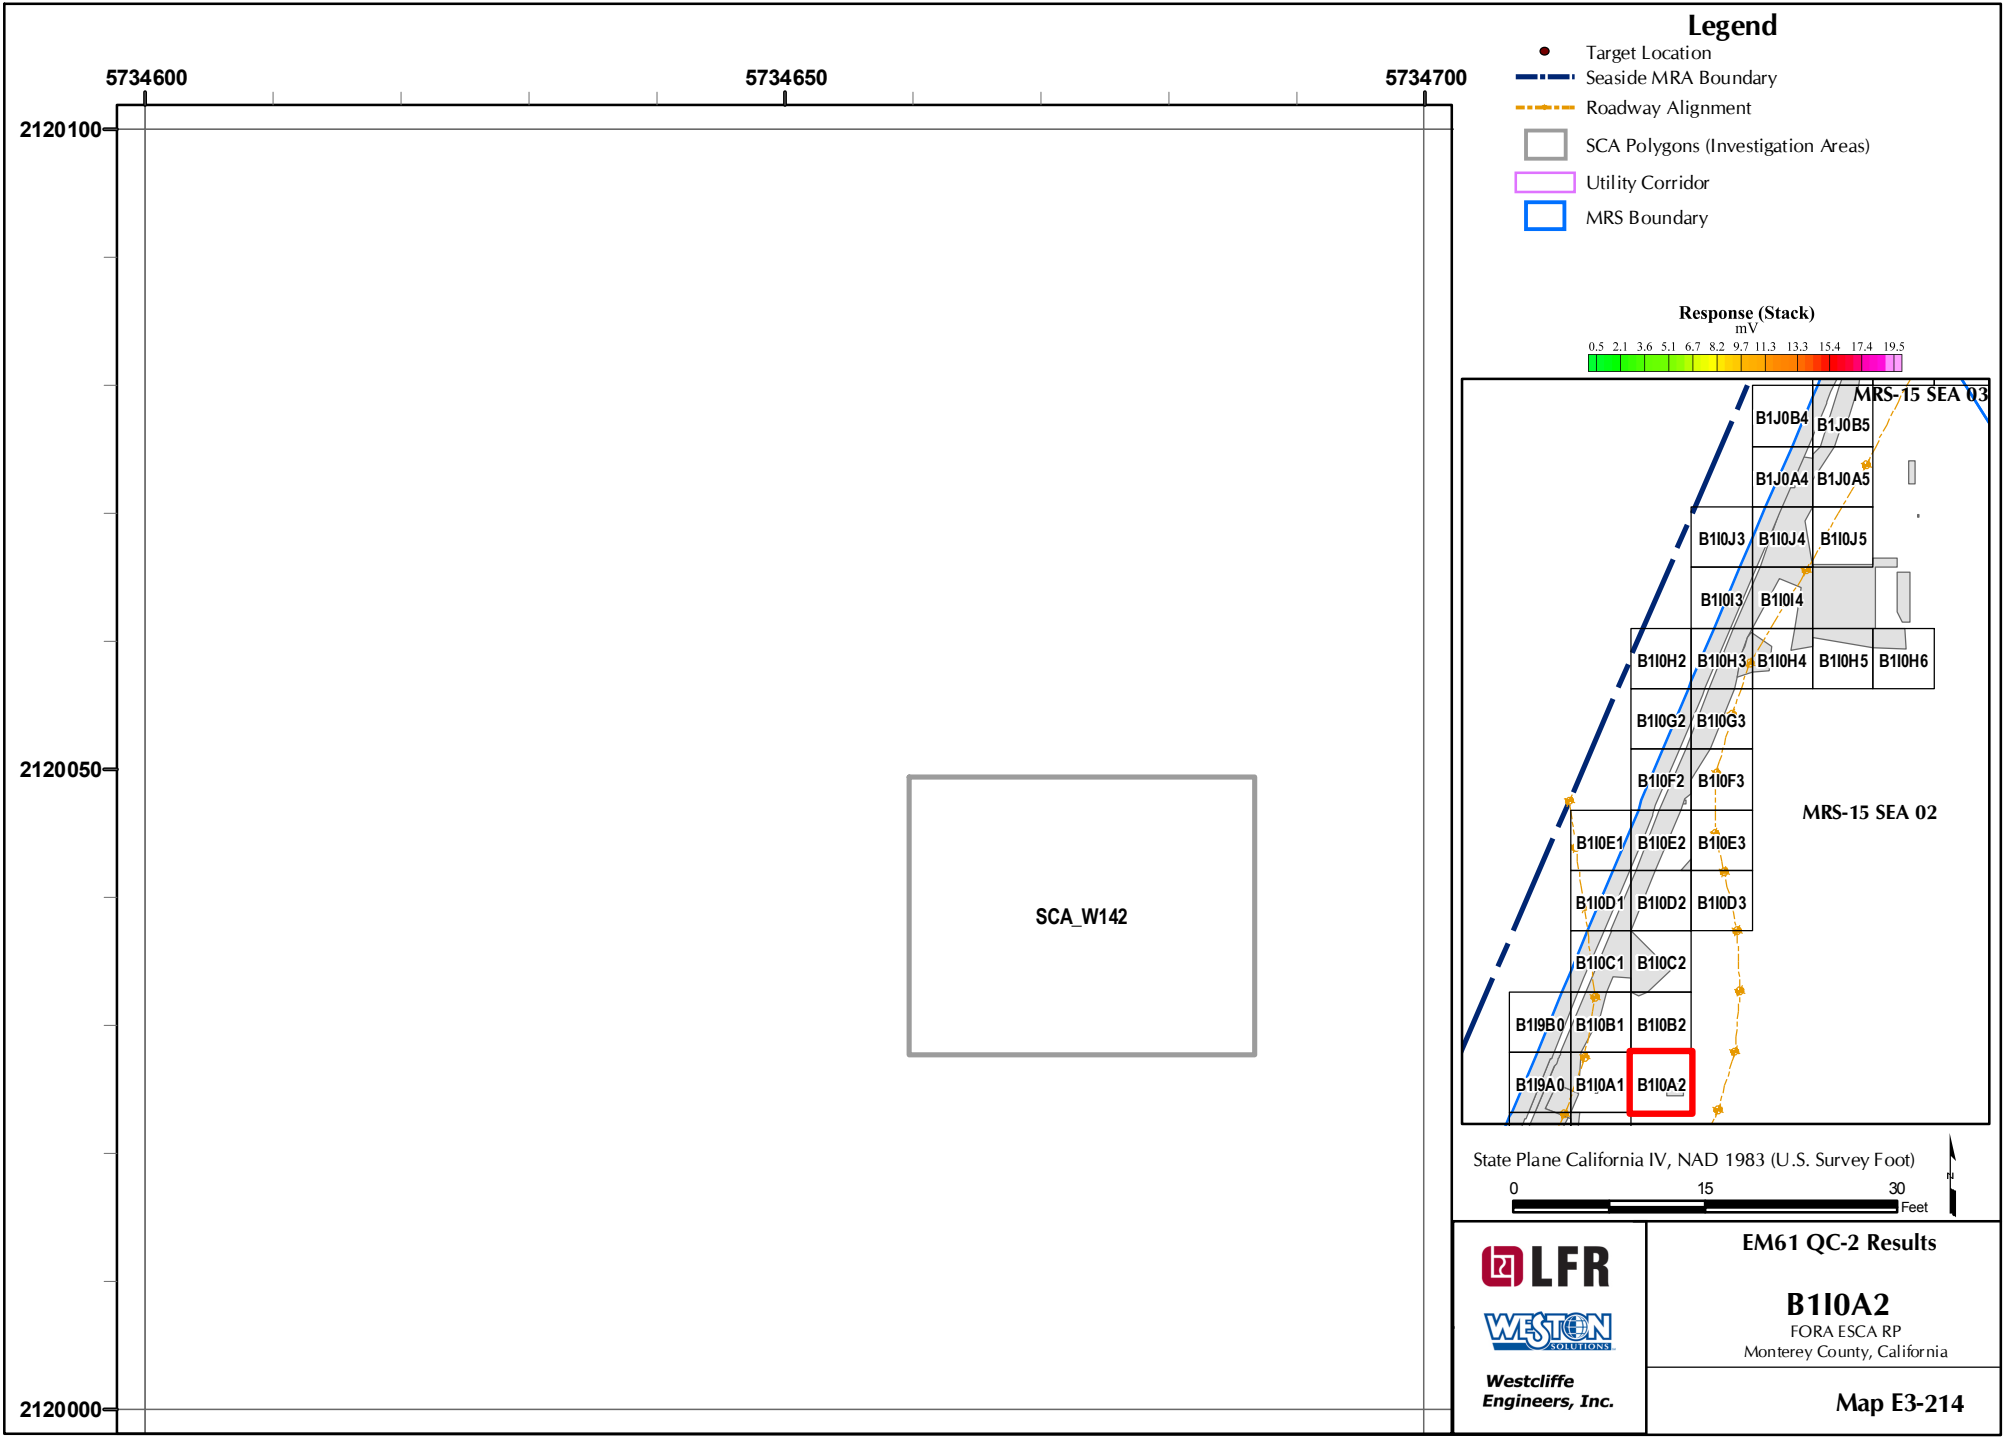 5734600
5734650
5734700
2120100
2120050
2120000
SCA_W142
Legend
Target Location
Seaside MRA Boundary
Roadway Alignment
SCA Polygons (Investigation Areas)
Utility Corridor
MRS Boundary
Response (Stack)
mV
0.5 2.1 3.6 5.1 6.7 8.2 9.7 11.3 13.3 15.4 17.4 19.5
MRS-15 SEA 03
B1J0B4 B1J0B5
B1J0A4 B1J0A5
B1I0J3 B1I0J4 B1I0J5
B1I0I3 B1I0I4
B1I0H2 B1I0H3 B1I0H4 B1I0H5 B1I0H6
B1I0G2 B1I0G3
B1I0F2 B1I0F3
MRS-15 SEA 02
B1I0E1 B1I0E2 B1I0E3
B1I0D1 B1I0D2 B1I0D3
B1I0C1 B1I0C2
B1I9B0 B1I0B1 B1I0B2
B1I9A0 B1I0A1 B1I0A2
State Plane California IV, NAD 1983 (U.S. Survey Foot)
0 15 30
Feet
N
LFR
WESTON
SOLUTIONS
Westcliffe
Engineers, Inc.
EM61 QC-2 Results
B1I0A2
FORA ESCA RP
Monterey County, California
Map E3-214